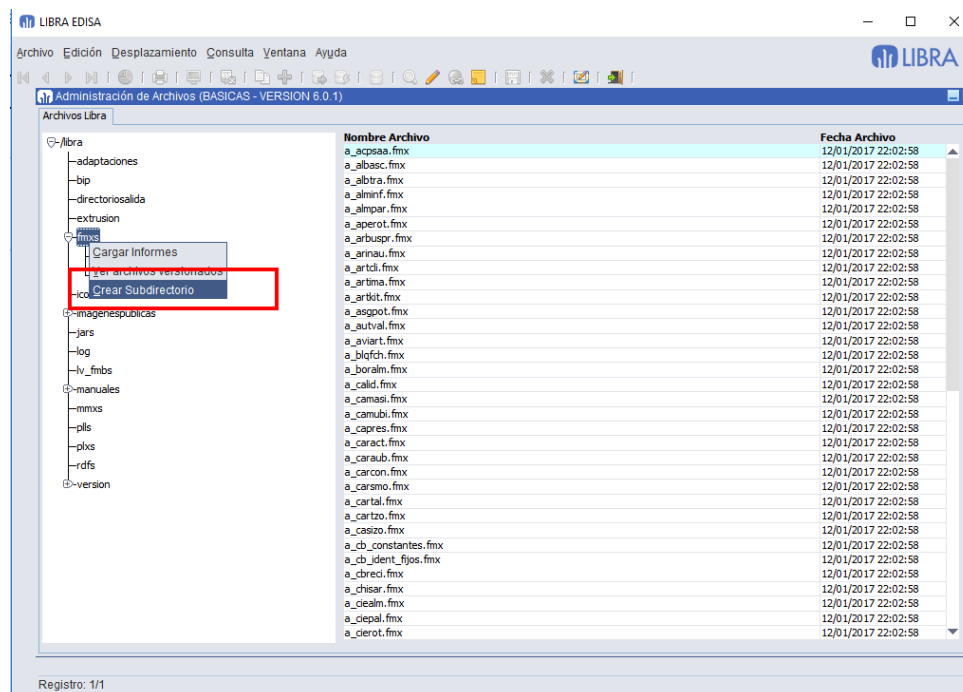 LIBRA EDISA
Archivo Edición Desplazamiento Consulta Ventana Ayuda
LIBRA
Administración de Archivos (BASICAS - VERSION 6.0.1)
Archivos Libra
/libra
adaptaciones
bip
directoriosalida
extrusion
fmxs
Cargar Informes
Ver archivos versionados
Crear Subdirectorio
ico
imagenespublicas
jars
log
lv_fmbs
manuales
mmxs
plls
plxs
rdfs
version
Nombre Archivo Fecha Archivo
a_acpsaa.fmx 12/01/2017 22:02:58
a_albasc.fmx 12/01/2017 22:02:58
a_albtra.fmx 12/01/2017 22:02:58
a_alminf.fmx 12/01/2017 22:02:58
a_almpar.fmx 12/01/2017 22:02:58
a_aperot.fmx 12/01/2017 22:02:58
a_arbuspr.fmx 12/01/2017 22:02:58
a_arinau.fmx 12/01/2017 22:02:58
a_artcli.fmx 12/01/2017 22:02:58
a_artima.fmx 12/01/2017 22:02:58
a_artkit.fmx 12/01/2017 22:02:58
a_asgpot.fmx 12/01/2017 22:02:58
a_autval.fmx 12/01/2017 22:02:58
a_aviart.fmx 12/01/2017 22:02:58
a_blqfch.fmx 12/01/2017 22:02:58
a_boralm.fmx 12/01/2017 22:02:58
a_calid.fmx 12/01/2017 22:02:58
a_camasi.fmx 12/01/2017 22:02:58
a_camubi.fmx 12/01/2017 22:02:58
a_capres.fmx 12/01/2017 22:02:58
a_caract.fmx 12/01/2017 22:02:58
a_caraub.fmx 12/01/2017 22:02:58
a_carcon.fmx 12/01/2017 22:02:58
a_carsmo.fmx 12/01/2017 22:02:58
a_cartal.fmx 12/01/2017 22:02:58
a_cartzo.fmx 12/01/2017 22:02:58
a_casizo.fmx 12/01/2017 22:02:58
a_cb_constantes.fmx 12/01/2017 22:02:58
a_cb_ident_fijos.fmx 12/01/2017 22:02:58
a_cbreci.fmx 12/01/2017 22:02:58
a_chisar.fmx 12/01/2017 22:02:58
a_ciealm.fmx 12/01/2017 22:02:58
a_ciepal.fmx 12/01/2017 22:02:58
a_cierot.fmx 12/01/2017 22:02:58
Registro: 1/1